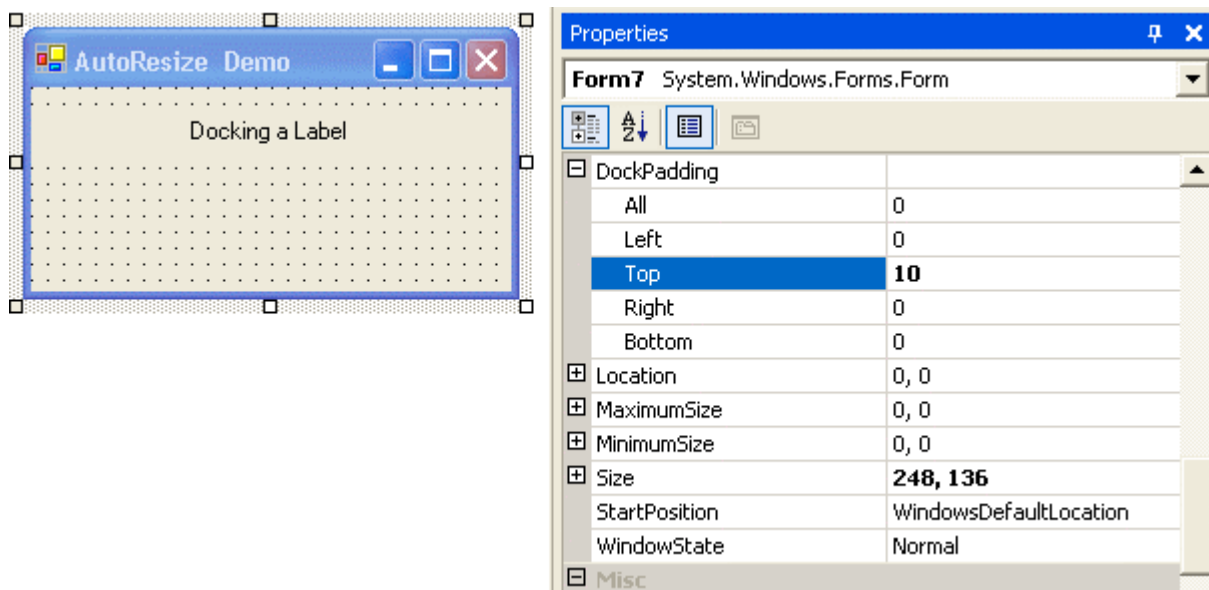 AutoResize Demo
Docking a Label
Properties
Form7 System.Windows.Forms.Form
A
Z
DockPadding
All 0
Left 0
Top 10
Right 0
Bottom 0
Location 0, 0
MaximumSize 0, 0
MinimumSize 0, 0
Size 248, 136
StartPosition WindowsDefaultLocation
WindowState Normal
Misc